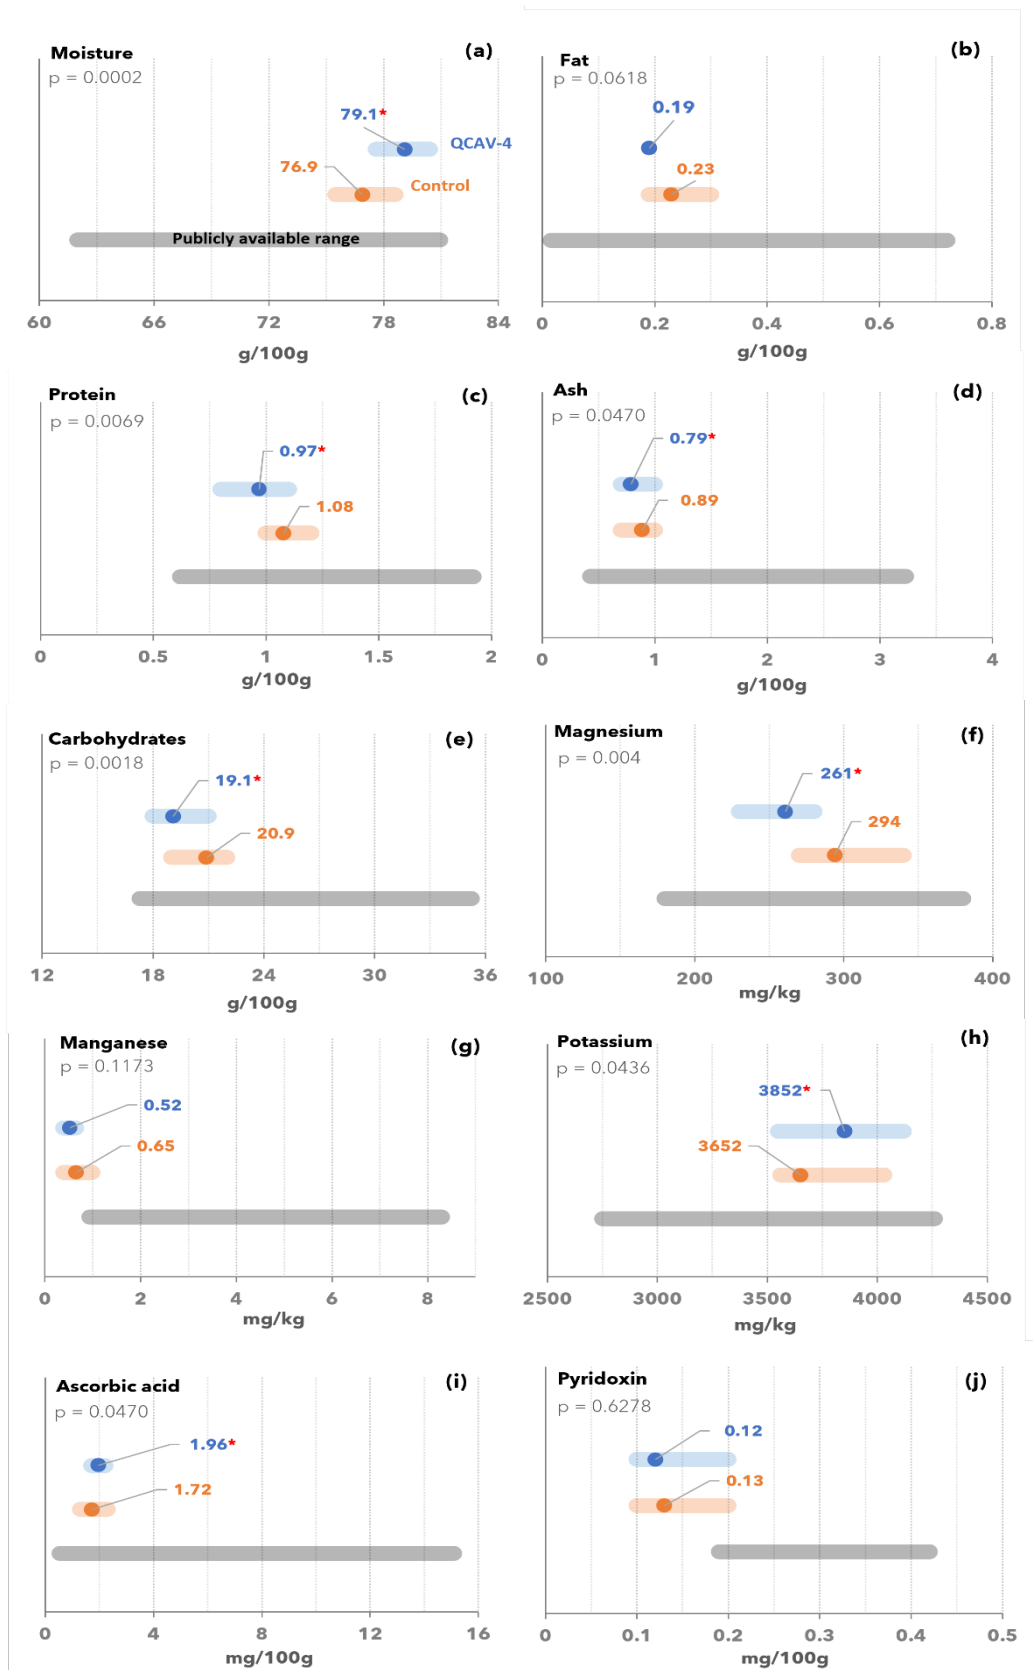 Moisture (a)
p = 0.0002
79.1*
QCAV-4
76.9
Control
Publicly available range
60 66 72 78 84
g/100g
Fat (b)
p = 0.0618
0.19
0.23
0 0.2 0.4 0.6 0.8
g/100g
Protein (c)
p = 0.0069
0.97*
1.08
0 0.5 1 1.5 2
g/100g
Ash (d)
p = 0.0470
0.79*
0.89
0 1 2 3 4
g/100g
Carbohydrates (e)
p = 0.0018
19.1*
20.9
12 18 24 30 36
g/100g
Magnesium (f)
p = 0.004
261*
294
100 200 300 400
mg/kg
Manganese (g)
p = 0.1173
0.52
0.65
0 2 4 6 8
mg/kg
Potassium (h)
p = 0.0436
3852*
3652
2500 3000 3500 4000 4500
mg/kg
Ascorbic acid (i)
p = 0.0470
1.96*
1.72
0 4 8 12 16
mg/100g
Pyridoxin (j)
p = 0.6278
0.12
0.13
0 0.1 0.2 0.3 0.4 0.5
mg/100g